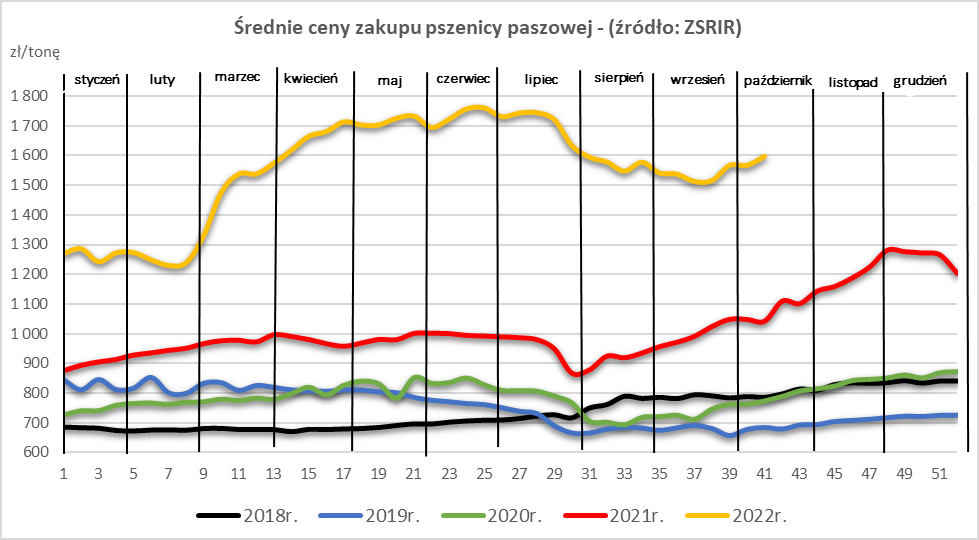 Średnie ceny zakupu pszenicy paszowej - (źródło: ZSRIR)
zł/tonę
styczeń luty marzec kwiecień maj czerwiec lipiec sierpień wrzesień październik listopad grudzień
1 800
1 700
1 600
1 500
1 400
1 300
1 200
1 100
1 000
900
800
700
600
1 3 5 7 9 11 13 15 17 19 21 23 25 27 29 31 33 35 37 39 41 43 45 47 49 51
2018r. 2019r. 2020r. 2021r. 2022r.